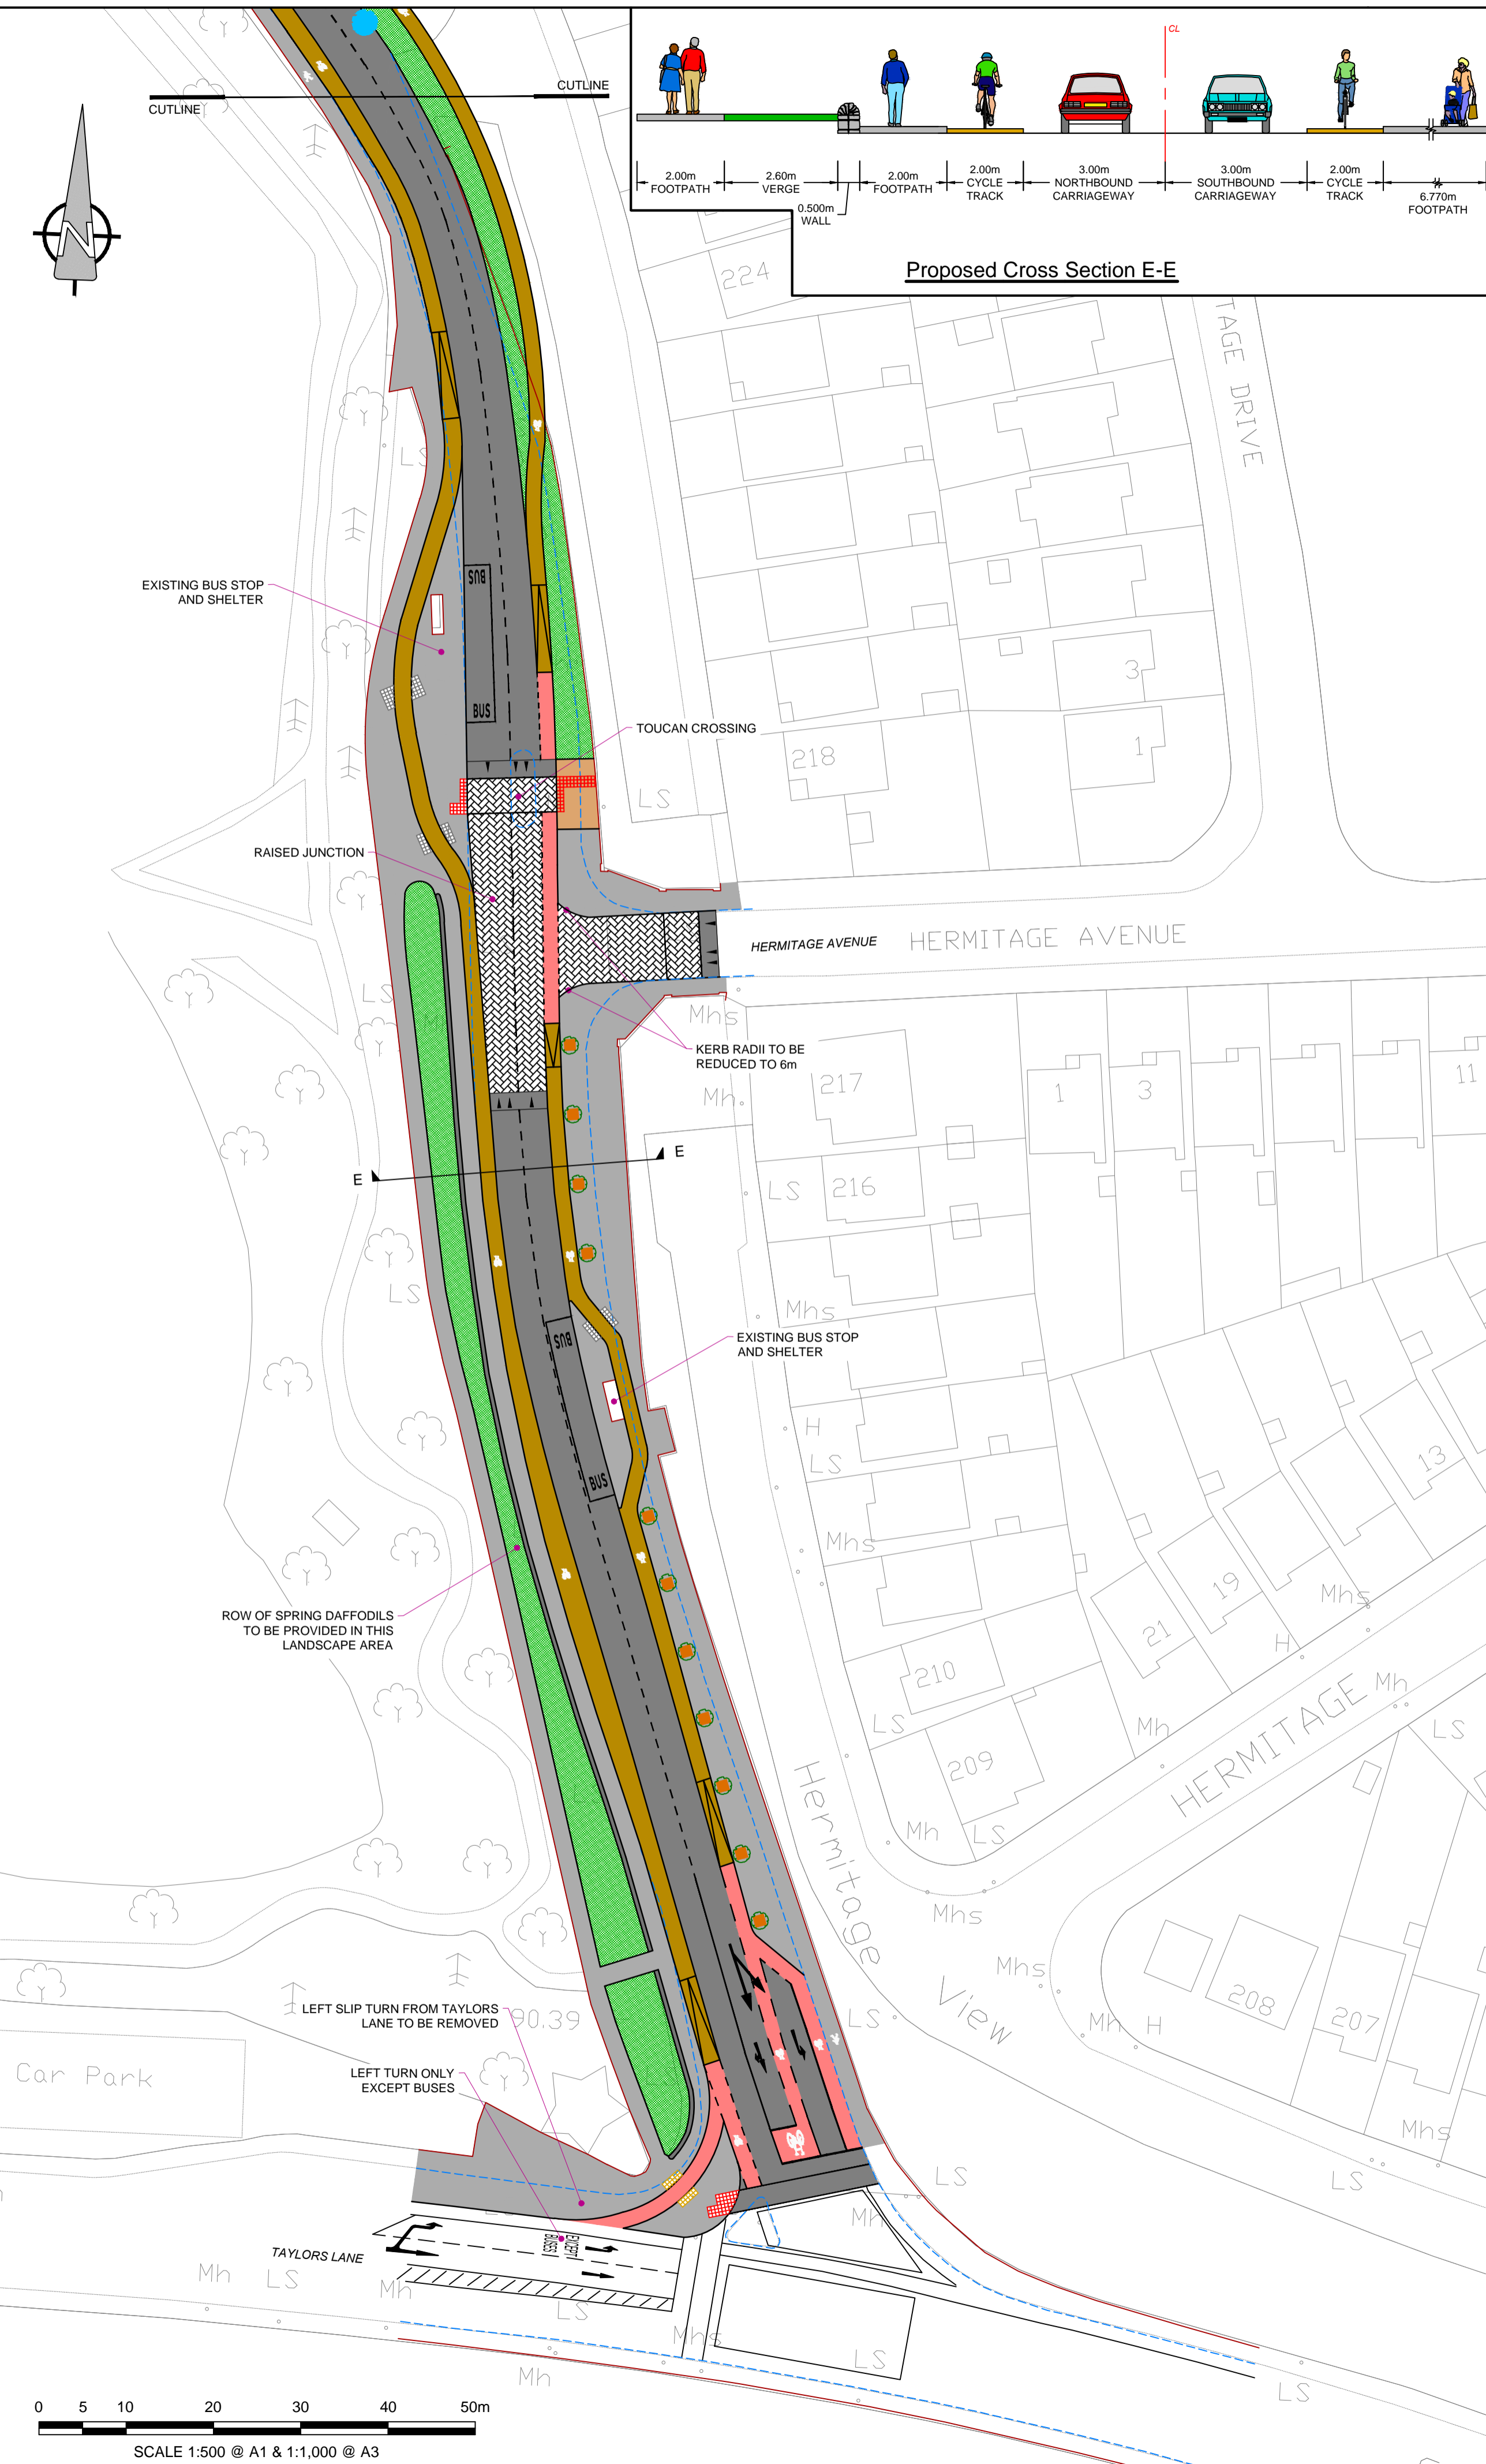 CUTLINE
CUTLINE
N
CL
2.00m
FOOTPATH
2.60m
VERGE
0.500m
WALL
2.00m
FOOTPATH
2.00m
CYCLE
TRACK
3.00m
NORTHBOUND
CARRIAGEWAY
3.00m
SOUTHBOUND
CARRIAGEWAY
2.00m
CYCLE
TRACK
6.770m
FOOTPATH
Proposed Cross Section E-E
224
TAGE DRIVE
LS
EXISTING BUS STOP
AND SHELTER
BUS
BUS
3
1
218
TOUCAN CROSSING
LS
RAISED JUNCTION
HERMITAGE AVENUE
HERMITAGE AVENUE
LS
Mhs
KERB RADII TO BE
REDUCED TO 6m
Mh
217
1
3
11
E
E
LS
216
LS
Mhs
BUS
BUS
EXISTING BUS STOP
AND SHELTER
H
LS
13
Mhs
19
21
Mhs
H
ROW OF SPRING DAFFODILS
TO BE PROVIDED IN THIS
LANDSCAPE AREA
210
LS
209
Mh
HERMITAGE
Mh
LS
Mh
LS
Hermitage
View
Mhs
Mhs
208
207
Mh
H
LS
LEFT SLIP TURN FROM TAYLORS
LANE TO BE REMOVED
90.39
Car Park
LEFT TURN ONLY
EXCEPT BUSES
Mhs
LS
LS
Mh
EXCEPT
BUSES
TAYLORS LANE
Mh
LS
Mh
LS
Mhs
LS
Mh
LS
0 5 10 20 30 40 50m
SCALE 1:500 @ A1 & 1:1,000 @ A3